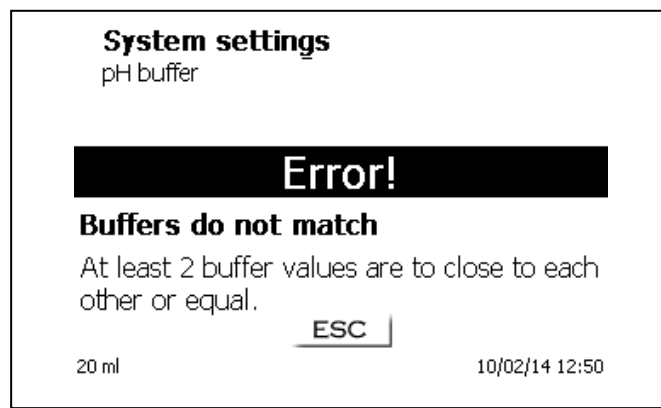 System settings
pH buffer
Error!
Buffers do not match
At least 2 buffer values are to close to each
other or equal.
ESC
20 ml 10/02/14 12:50